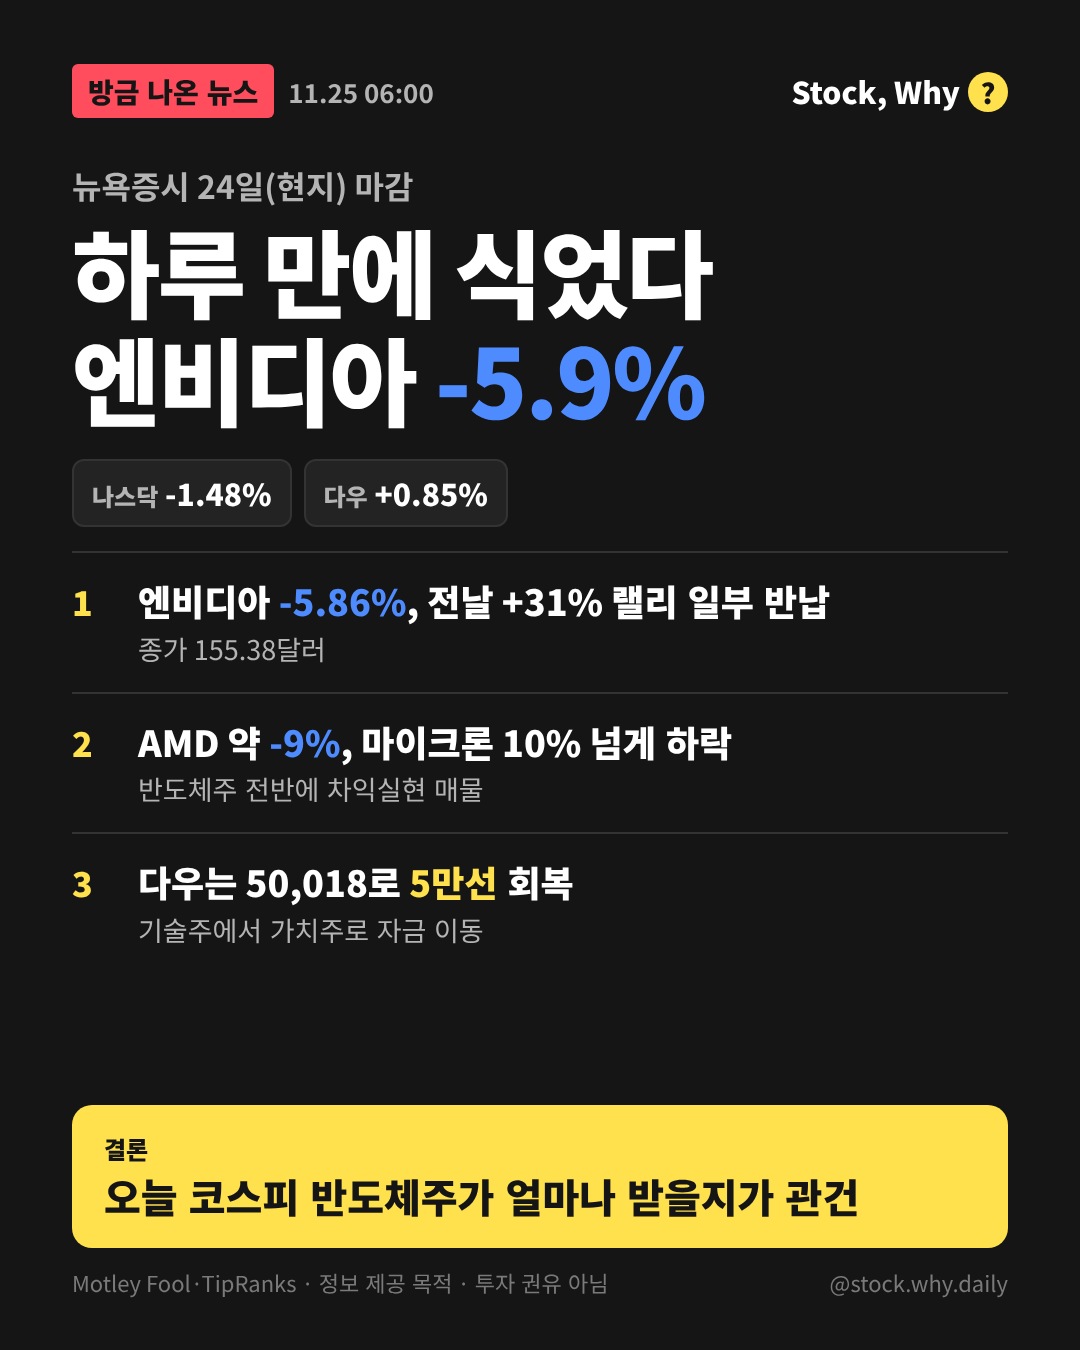 방금 나온 뉴스 11.25 06:00
Stock, Why ?
뉴욕증시 24일(현지) 마감
하루 만에 식었다
엔비디아 -5.9%
나스닥 -1.48% 다우 +0.85%
1 엔비디아 -5.86%, 전날 +31% 랠리 일부 반납
종가 155.38달러
2 AMD 약 -9%, 마이크론 10% 넘게 하락
반도체주 전반에 차익실현 매물
3 다우는 50,018로 5만선 회복
기술주에서 가치주로 자금 이동
결론
오늘 코스피 반도체주가 얼마나 받을지가 관건
Motley Fool·TipRanks · 정보 제공 목적 · 투자 권유 아님
@stock.why.daily